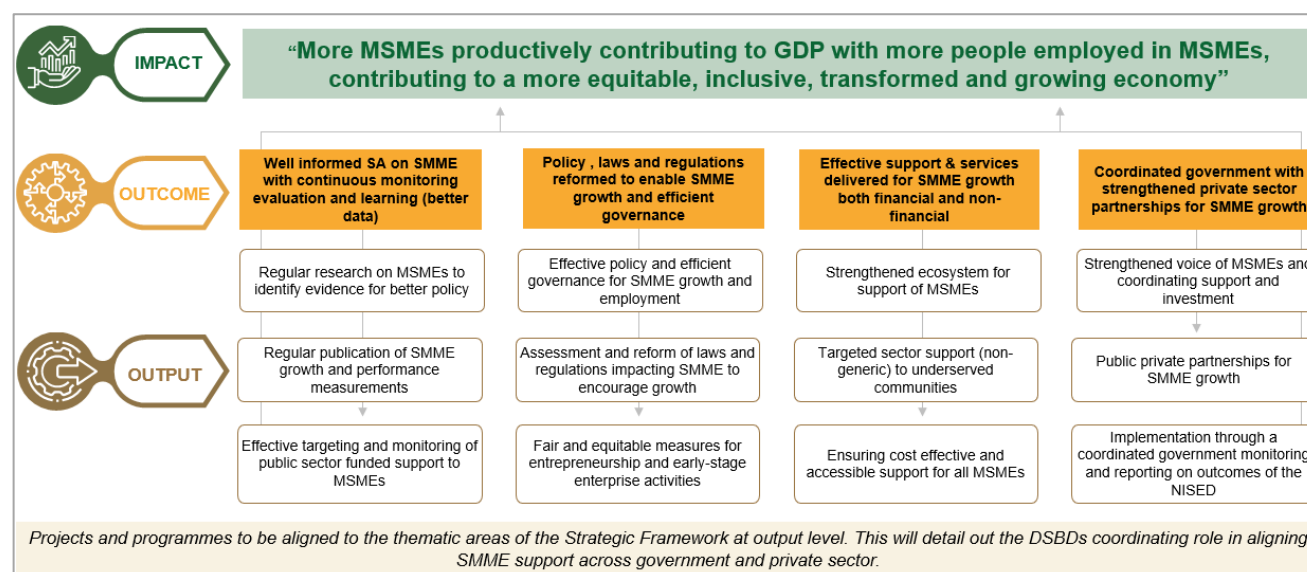 IMPACT
“More MSMEs productively contributing to GDP with more people employed in MSMEs,
contributing to a more equitable, inclusive, transformed and growing economy”
OUTCOME
Well informed SA on SMME
with continuous monitoring
evaluation and learning (better
data)
Policy , laws and regulations
reformed to enable SMME
growth and efficient
governance
Effective support & services
delivered for SMME growth
both financial and non-
financial
Coordinated government with
strengthened private sector
partnerships for SMME growth
Regular research on MSMEs to
identify evidence for better policy
Effective policy and efficient
governance for SMME growth and
employment
Strengthened ecosystem for
support of MSMEs
Strengthened voice of MSMEs and
coordinating support and
investment
OUTPUT
Regular publication of SMME
growth and performance
measurements
Assessment and reform of laws and
regulations impacting SMME to
encourage growth
Targeted sector support (non-
generic) to underserved
communities
Public private partnerships for
SMME growth
Effective targeting and monitoring of
public sector funded support to
MSMEs
Fair and equitable measures for
entrepreneurship and early-stage
enterprise activities
Ensuring cost effective and
accessible support for all MSMEs
Implementation through a
coordinated government monitoring
and reporting on outcomes of the
NISED
Projects and programmes to be aligned to the thematic areas of the Strategic Framework at output level. This will detail out the DSBDs coordinating role in aligning
SMME support across government and private sector.